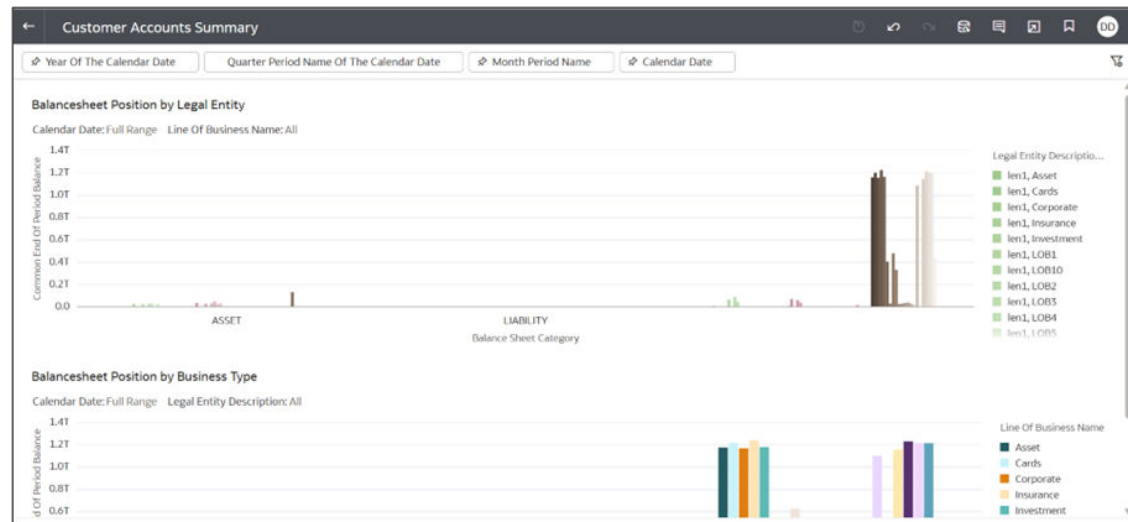 Customer Accounts Summary
DD
Year Of The Calendar Date
Quarter Period Name Of The Calendar Date
Month Period Name
Calendar Date
Balancesheet Position by Legal Entity
Calendar Date: Full Range Line Of Business Name: All
Common End Of Period Balance
1.4T
1.2T
1.0T
0.8T
0.6T
0.4T
0.2T
0.0
ASSET
LIABILITY
Balance Sheet Category
Legal Entity Descriptio...
len1, Asset
len1, Cards
len1, Corporate
len1, Insurance
len1, Investment
len1, LOB1
len1, LOB10
len1, LOB2
len1, LOB3
len1, LOB4
len1, LOB5
Balancesheet Position by Business Type
Calendar Date: Full Range Legal Entity Description: All
d Of Period Balance
1.4T
1.2T
1.0T
0.8T
0.6T
Line Of Business Name
Asset
Cards
Corporate
Insurance
Investment